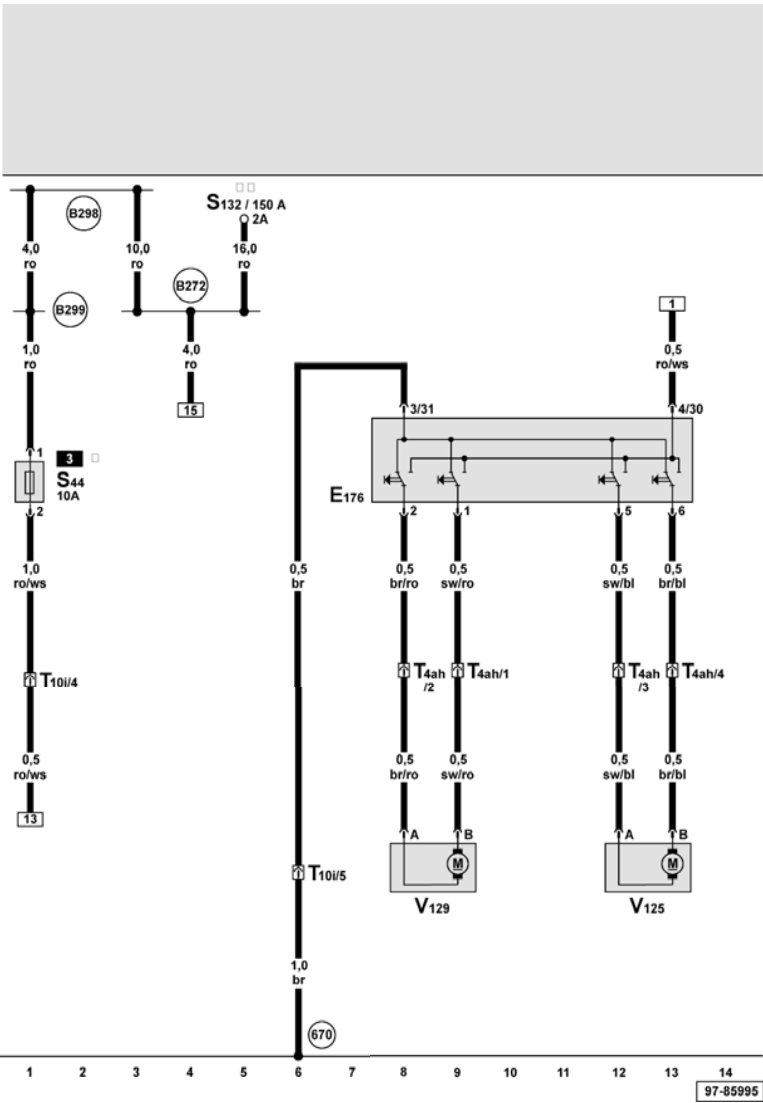 S132 / 150 A
2A
B298
4,0
ro
10,0
ro
16,0
ro
B272
B299
1
1,0
ro
4,0
ro
0,5
ro/ws
15
3/31
4/30
1
3
S44
10A
E176
2
2
1
5
6
1,0
ro/ws
0,5
br
0,5
br/ro
0,5
sw/ro
0,5
sw/bl
0,5
br/bl
T10i/4
T4ah
/2
T4ah/1
T4ah
/3
T4ah/4
0,5
ro/ws
0,5
br/ro
0,5
sw/ro
0,5
sw/bl
0,5
br/bl
13
A
B
A
B
M
M
T10i/5
V129
V125
1,0
br
670
1 2 3 4 5 6 7 8 9 10 11 12 13 14
97-85995